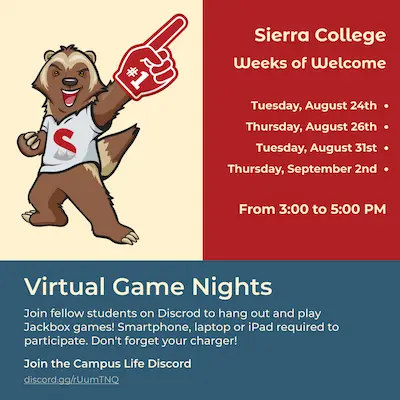 #1
S
Sierra College
Weeks of Welcome
Tuesday, August 24th •
Thursday, August 26th •
Tuesday, August 31st •
Thursday, September 2nd •
From 3:00 to 5:00 PM
Virtual Game Nights
Join fellow students on Discrod to hang out and play
Jackbox games! Smartphone, laptop or iPad required to
participate. Don't forget your charger!
Join the Campus Life Discord
discord.gg/rUumTNQ